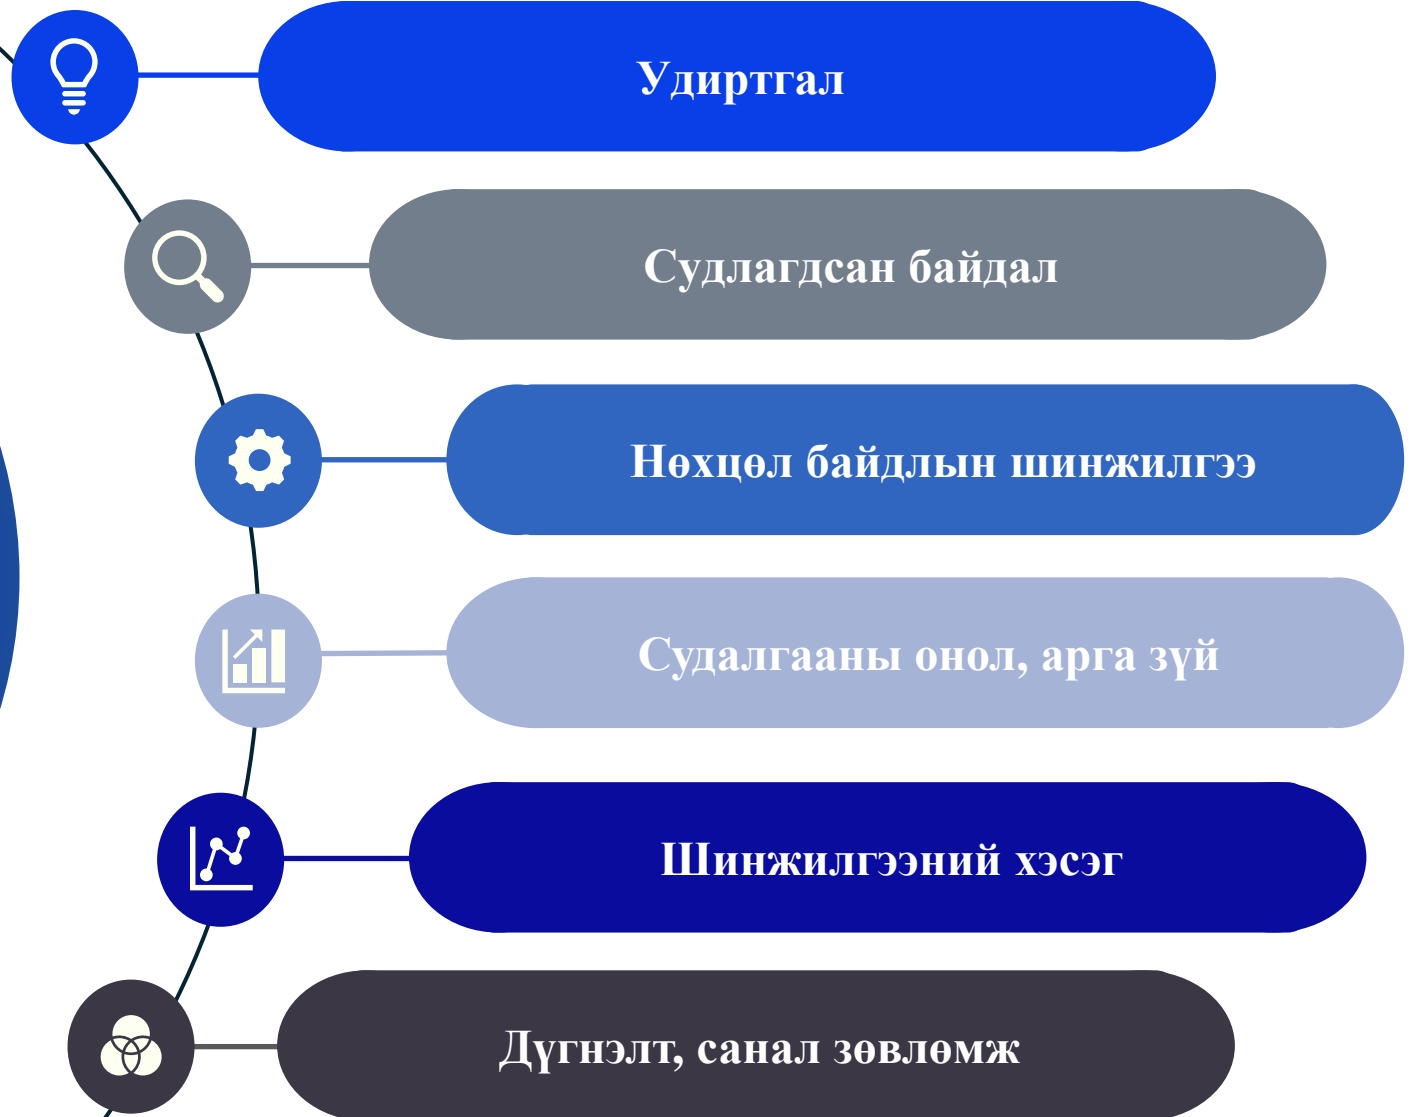 Удиртгал
Судлагдсан байдал
Нөхцөл байдлын шинжилгээ
Судалгааны онол, арга зүй
Шинжилгээний хэсэг
Дүгнэлт, санал зөвлөмж